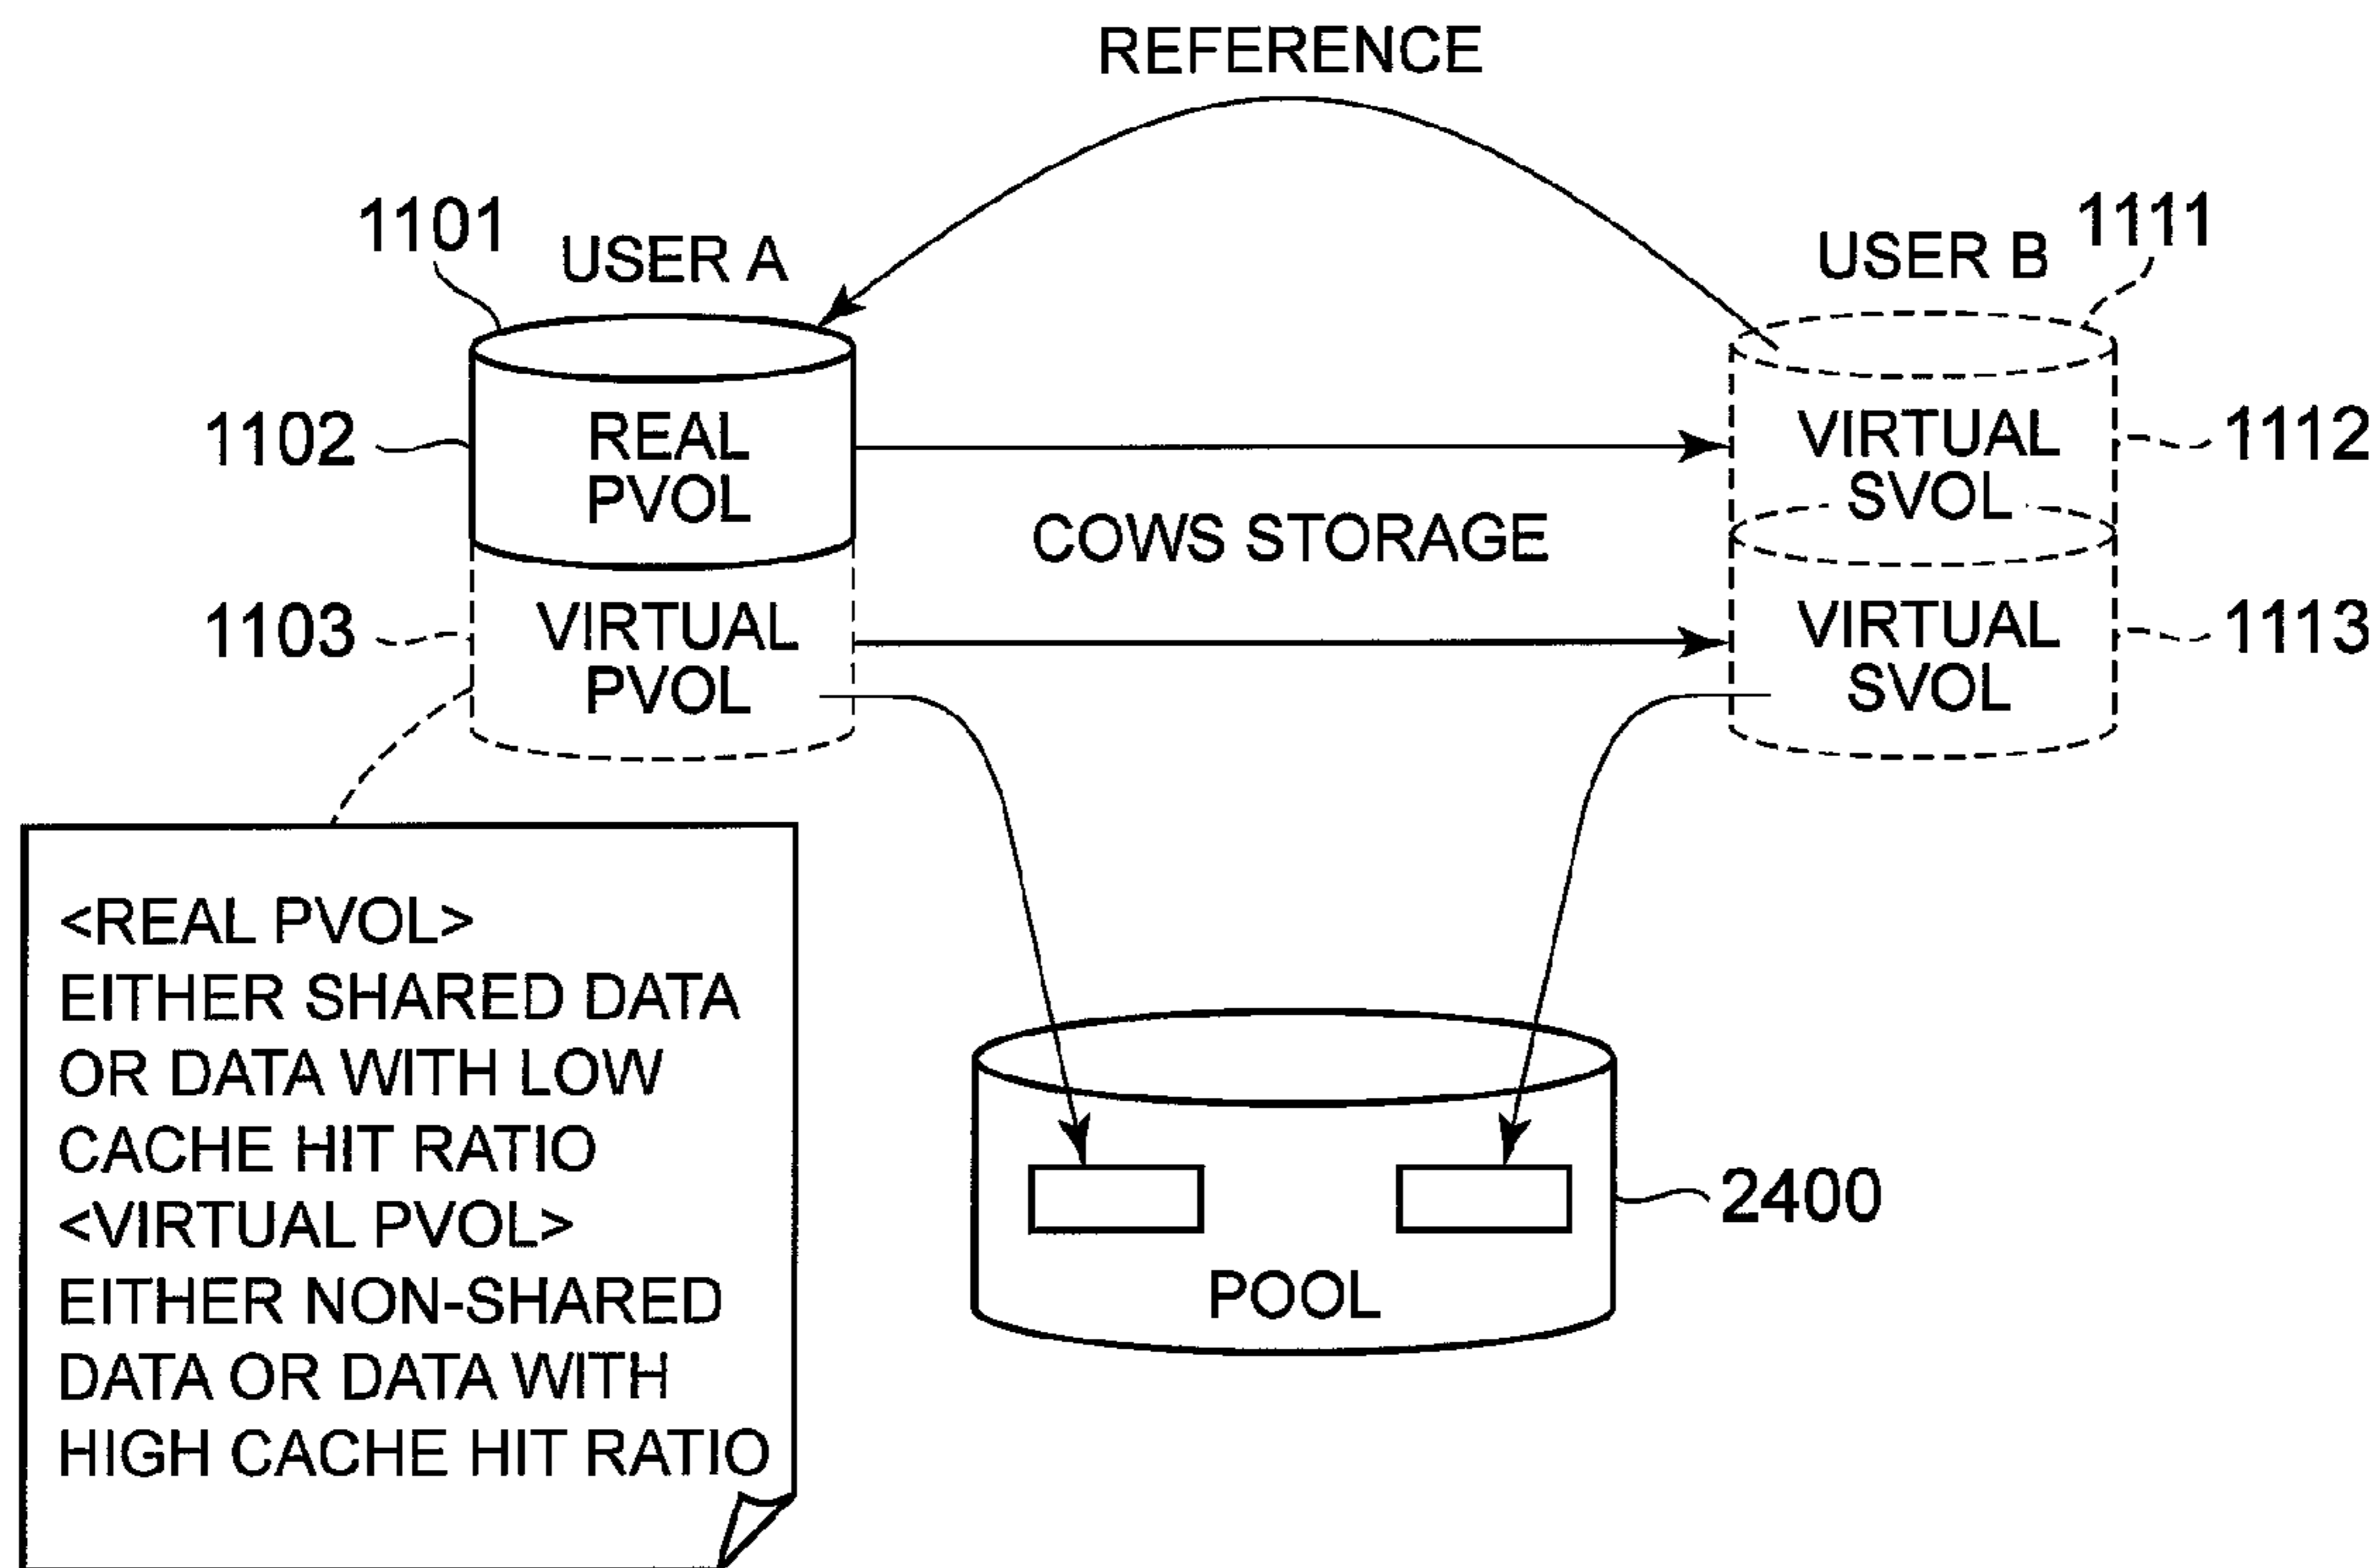 REFERENCE
1101
USER A
USER B
1111
1102
REAL
PVOL
VIRTUAL
SVOL
1112
COWS STORAGE
1103
VIRTUAL
PVOL
VIRTUAL
SVOL
1113
<REAL PVOL>
EITHER SHARED DATA
OR DATA WITH LOW
CACHE HIT RATIO
<VIRTUAL PVOL>
EITHER NON-SHARED
DATA OR DATA WITH
HIGH CACHE HIT RATIO
2400
POOL